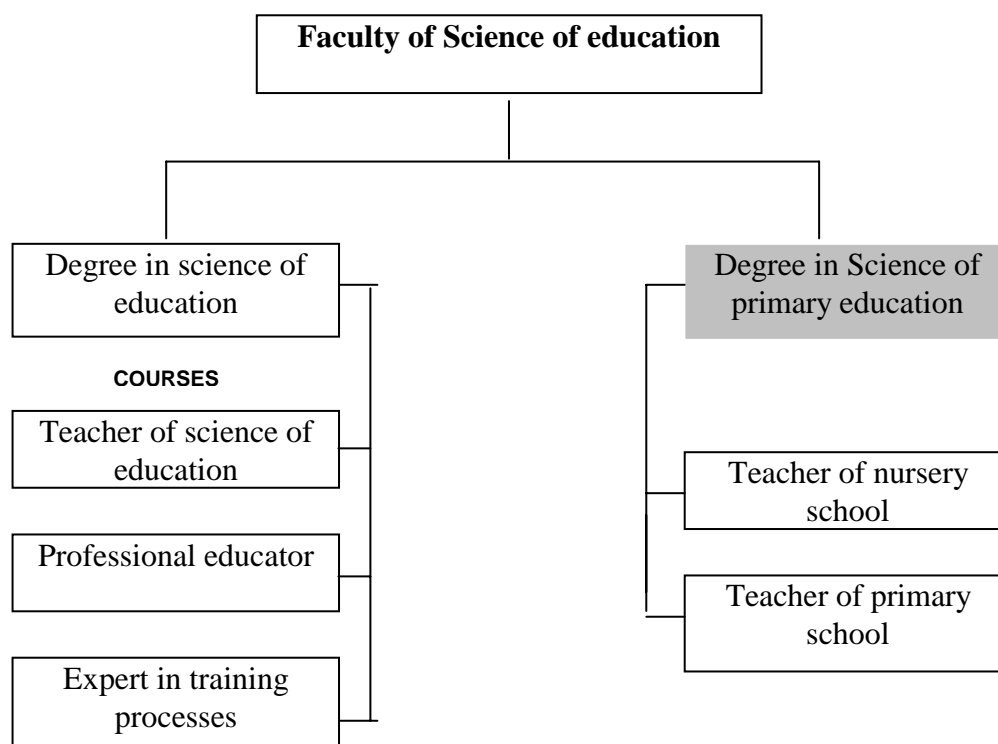 Faculty of Science of education
Degree in science of
education
COURSES
Teacher of science of
education
Professional educator
Expert in training
processes
Degree in Science of
primary education
Teacher of nursery
school
Teacher of primary
school